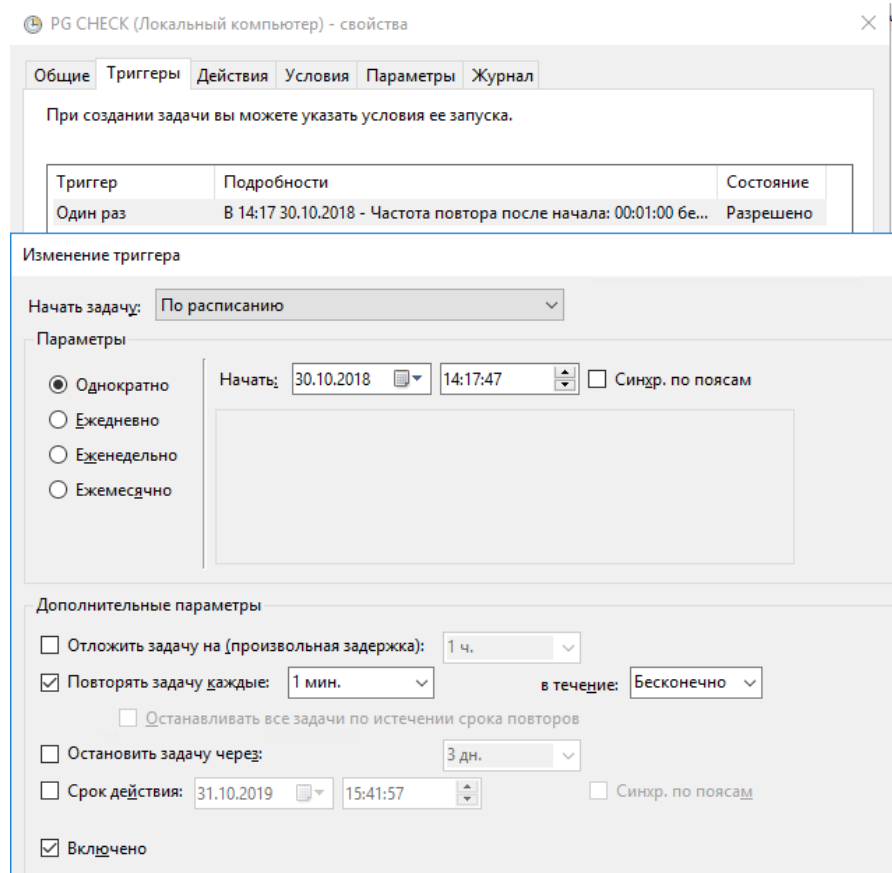 PG CHECK (Локальный компьютер) - свойства
Общие Триггеры Действия Условия Параметры Журнал
При создании задачи вы можете указать условия ее запуска.
Триггер Подробности Состояние
Один раз В 14:17 30.10.2018 - Частота повтора после начала: 00:01:00 бе... Разрешено
Изменение триггера
Начать задачу: По расписанию
Параметры
Однократно Начать: 30.10.2018 14:17:47 Синхр. по поясам
Ежедневно
Еженедельно
Ежемесячно
Дополнительные параметры
Отложить задачу на (произвольная задержка): 1 ч.
Повторять задачу каждые: 1 мин. в течение: Бесконечно
Останавливать все задачи по истечении срока повторов
Остановить задачу через: 3 дн.
Срок действия: 31.10.2019 15:41:57 Синхр. по поясам
Включено